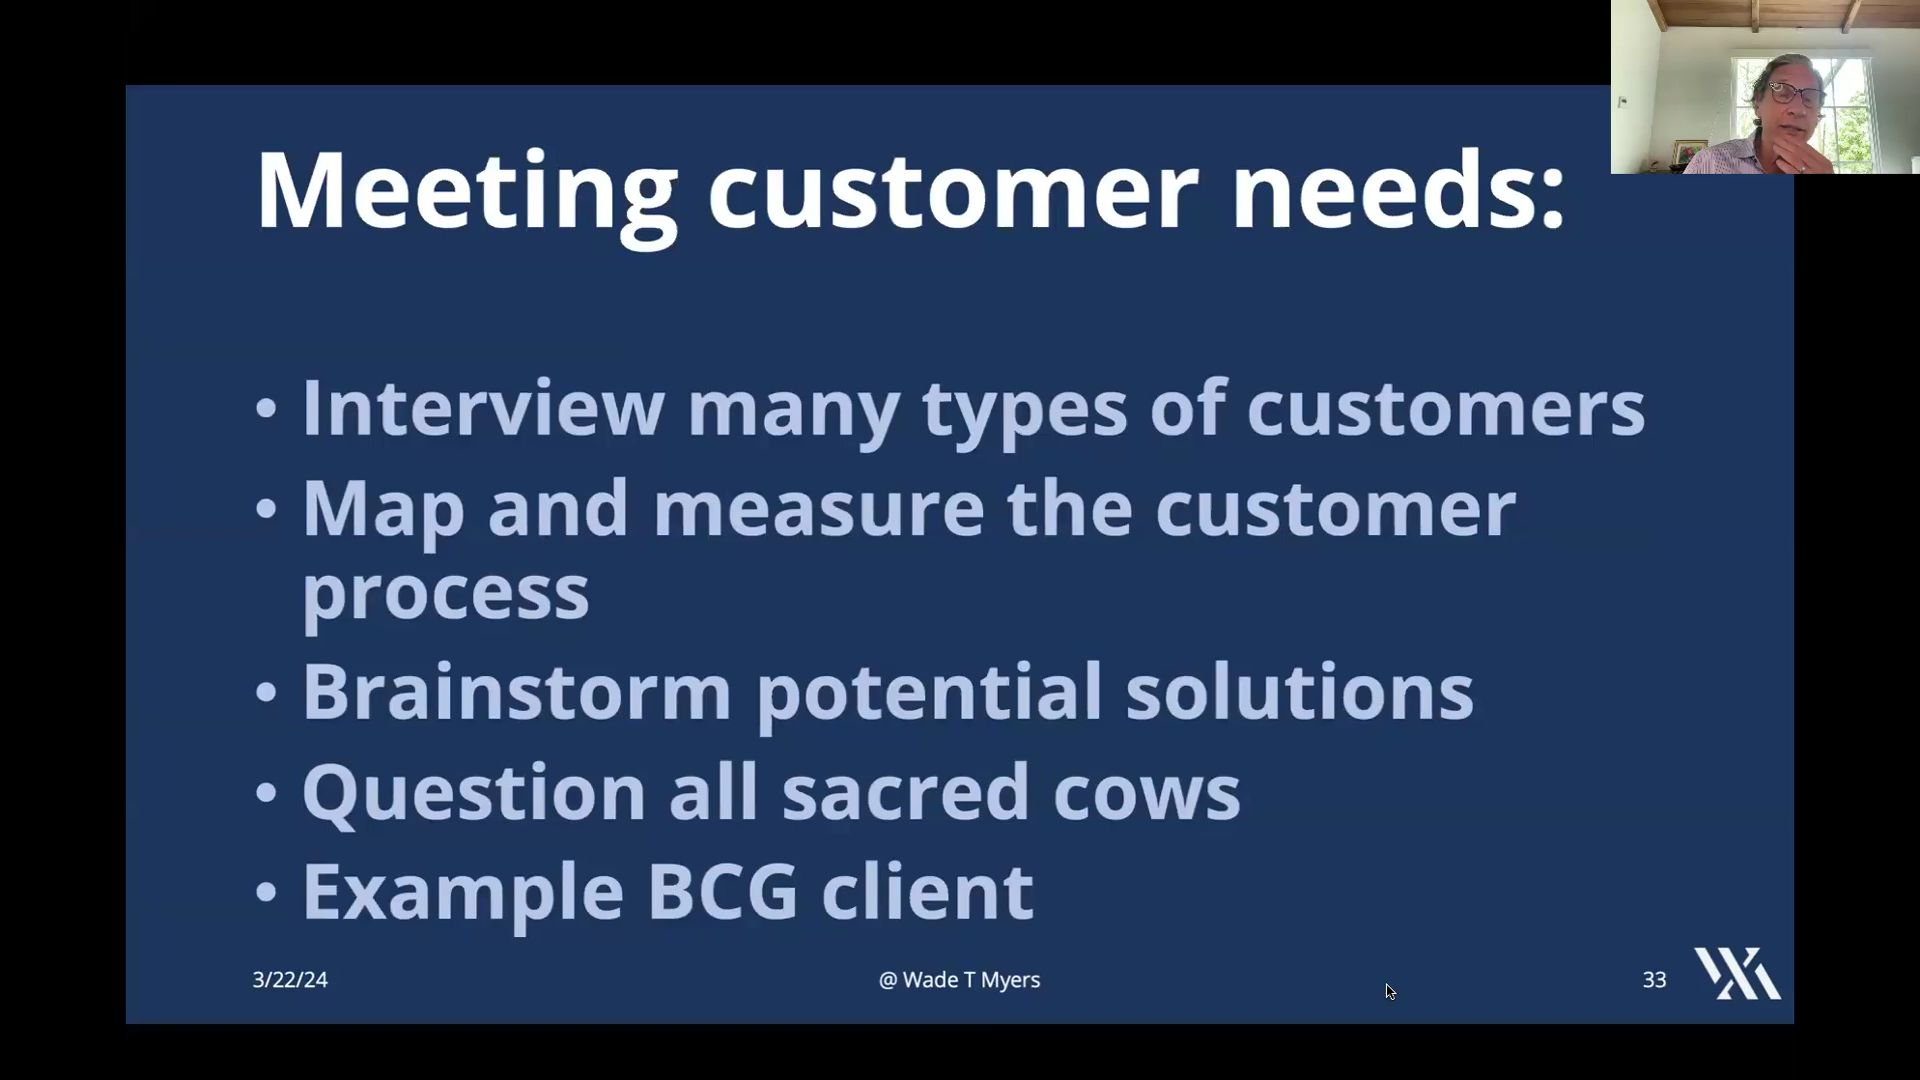 Meeting customer needs:
• Interview many types of customers
• Map and measure the customer
process
• Brainstorm potential solutions
• Question all sacred cows
• Example BCG client
3/22/24
@ Wade T Myers
33